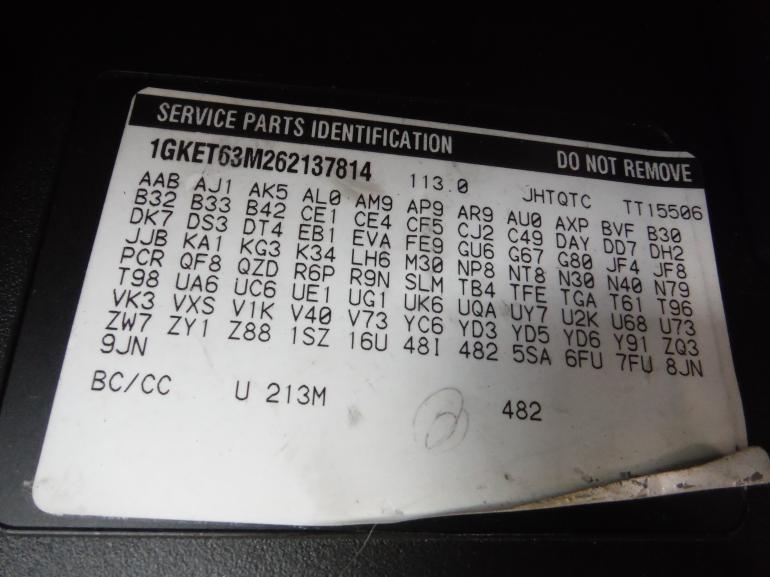 SERVICE PARTS IDENTIFICATION DO NOT REMOVE
1GKET63M262137814 113.0 JHTQTC TT15506
AAB AJ1 AK5 AL0 AM9 AP9 AR9 AU0 AXP BVF B30
B32 B33 B42 CE1 CE4 CF5 CJ2 C49 DAY DD7 DH2
DK7 DS3 DT4 EB1 EVA FE9 GU6 G67 G80 JF4 JF8
JJB KA1 KG3 K34 LH6 M30 NP8 NT8 N30 N40 N79
PCR QF8 QZD R6P R9N SLM TB4 TFE TGA T61 T96
T98 UA6 UC6 UE1 UG1 UK6 UQA UY7 U2K U68 U73
VK3 VXS V1K V40 V73 YC6 YD3 YD5 YD6 Y91 ZQ3
ZW7 ZY1 Z88 1SZ 16U 48I 482 5SA 6FU 7FU 8JN
9JN
BC/CC U 213M 482